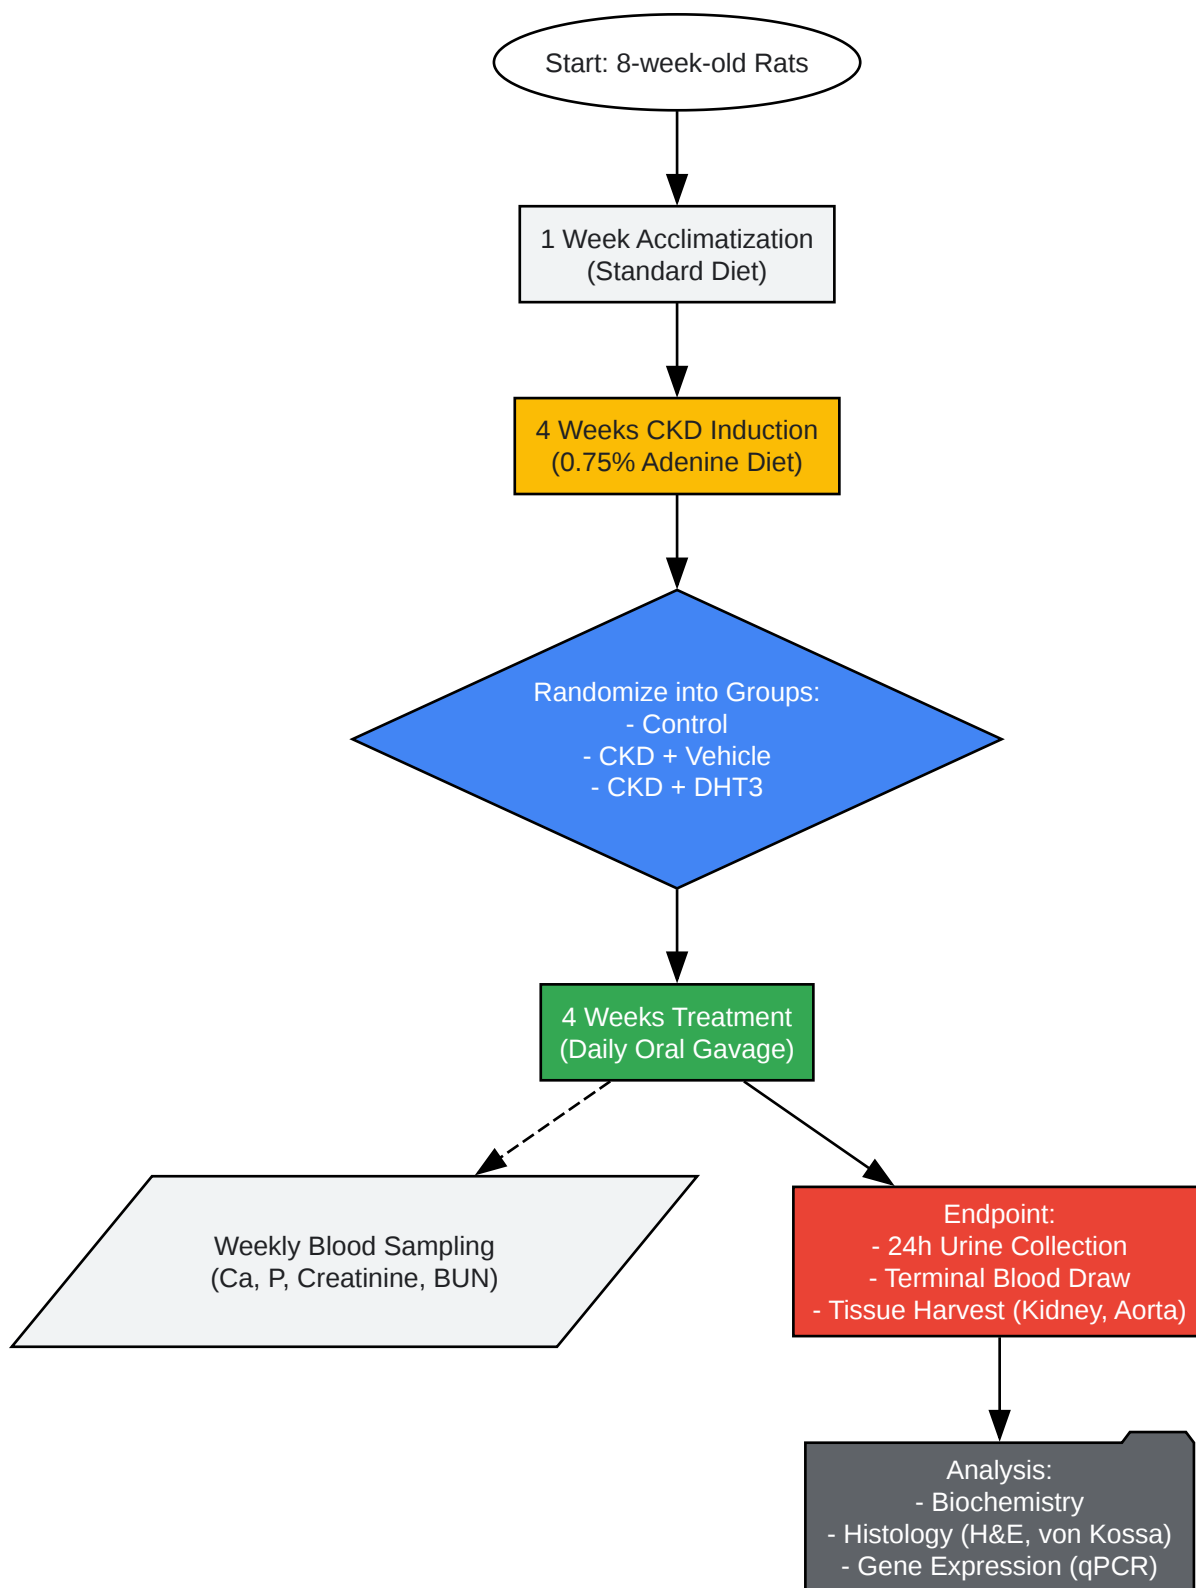 Start: 8-week-old Rats
1 Week Acclimatization
(Standard Diet)
4 Weeks CKD Induction
(0.75% Adenine Diet)
Randomize into Groups:
- Control
- CKD + Vehicle
- CKD + DHT3
4 Weeks Treatment
(Daily Oral Gavage)
Weekly Blood Sampling
(Ca, P, Creatinine, BUN)
Endpoint:
- 24h Urine Collection
- Terminal Blood Draw
- Tissue Harvest (Kidney, Aorta)
Analysis:
- Biochemistry
- Histology (H&E, von Kossa)
- Gene Expression (qPCR)